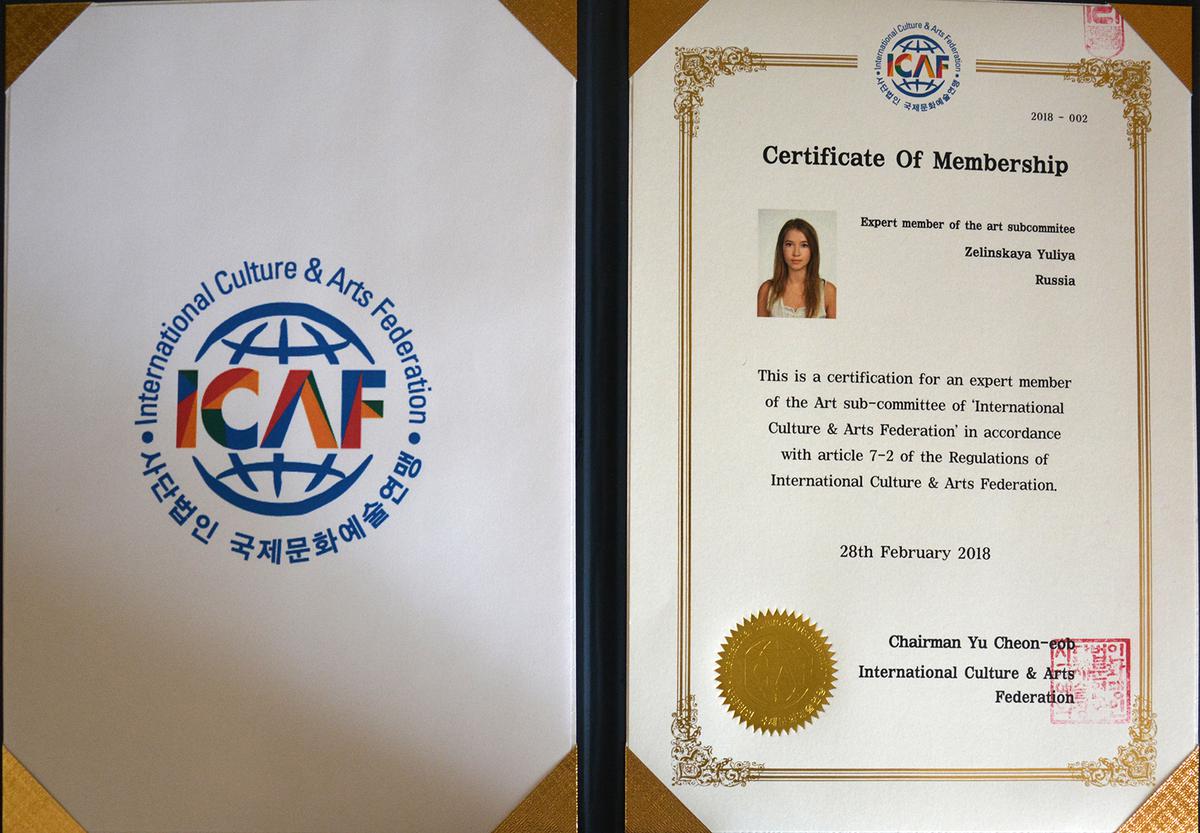 International Culture & Arts Federation
ICAF
사단법인 국제문화예술연맹
International Culture & Arts Federation
ICAF
사단법인 국제문화예술연맹
2018 - 002
Certificate Of Membership
Expert member of the art subcommitee
Zelinskaya Yuliya
Russia
This is a certification for an expert member
of the Art sub-committee of 'International
Culture & Arts Federation' in accordance
with article 7-2 of the Regulations of
International Culture & Arts Federation.
28th February 2018
Chairman Yu Cheon-eob
International Culture & Arts
Federation